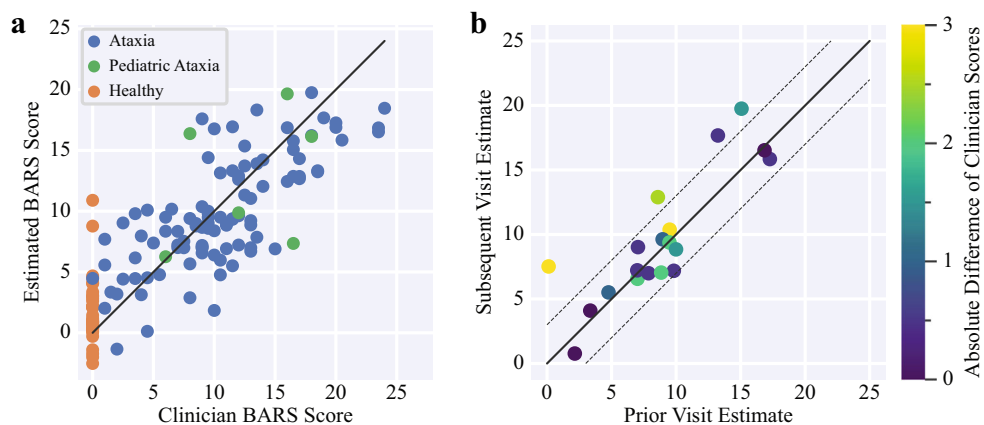 a
Estimated BARS Score
25
20
15
10
5
0
Ataxia
Pediatric Ataxia
Healthy
0 5 10 15 20 25
Clinician BARS Score
b
Subsequent Visit Estimate
25
20
15
10
5
0
0 5 10 15 20 25
Prior Visit Estimate
3
2
1
0
Absolute Difference of Clinician Scores